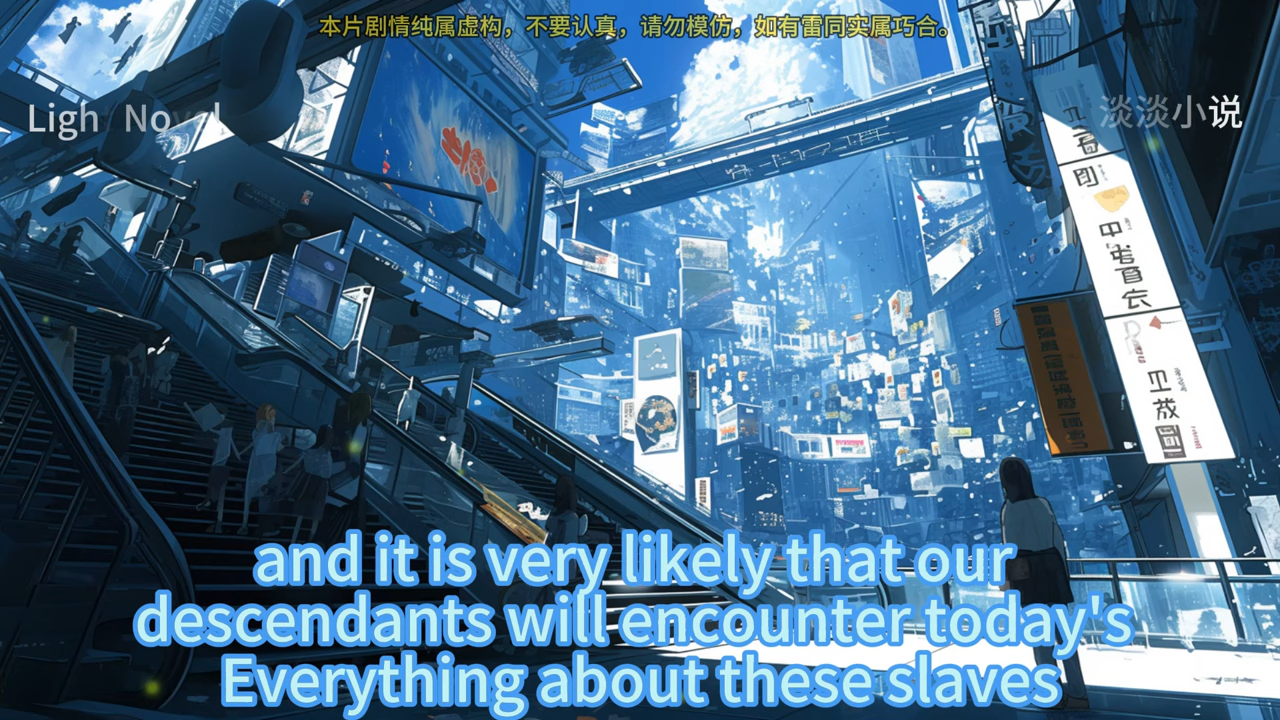 本片剧情纯属虚构，不要认真，请勿模仿，如有雷同实属巧合。
Ligh Novel
淡淡小说
and it is very likely that our
descendants will encounter today's
Everything about these slaves